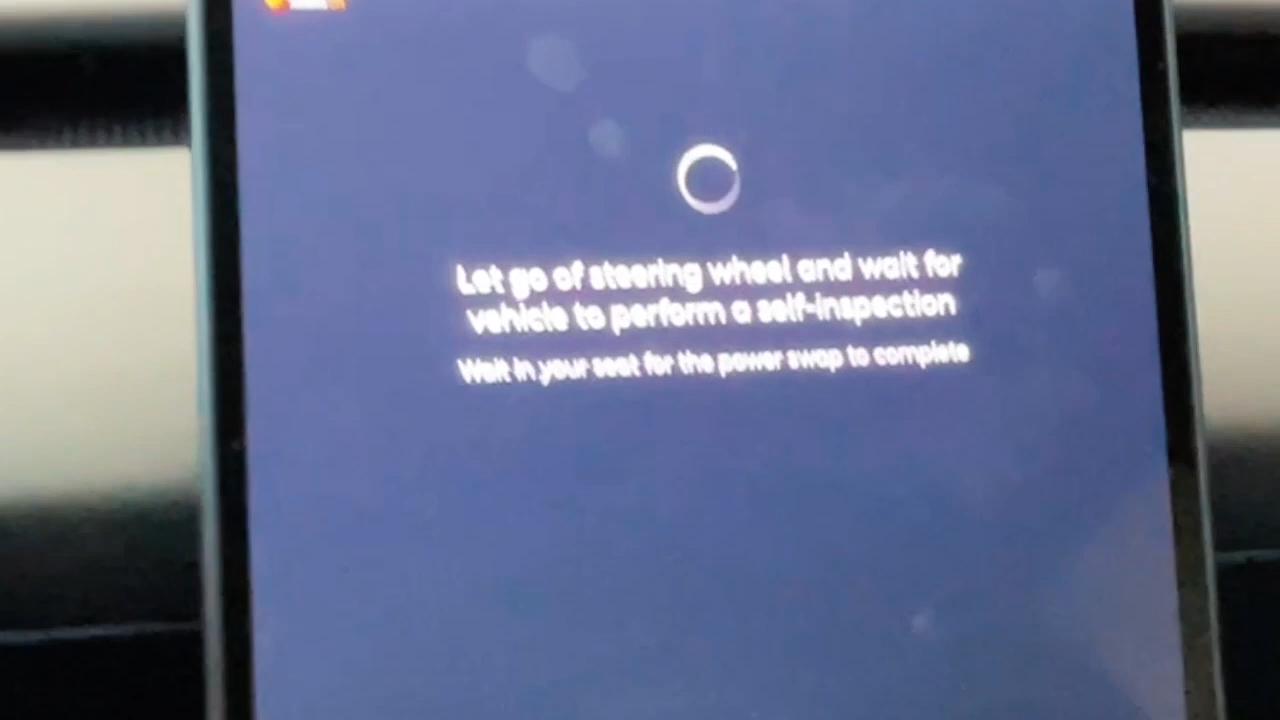 Let go of steering wheel and wait for
vehicle to perform a self-inspection
Wait in your seat for the power swap to complete